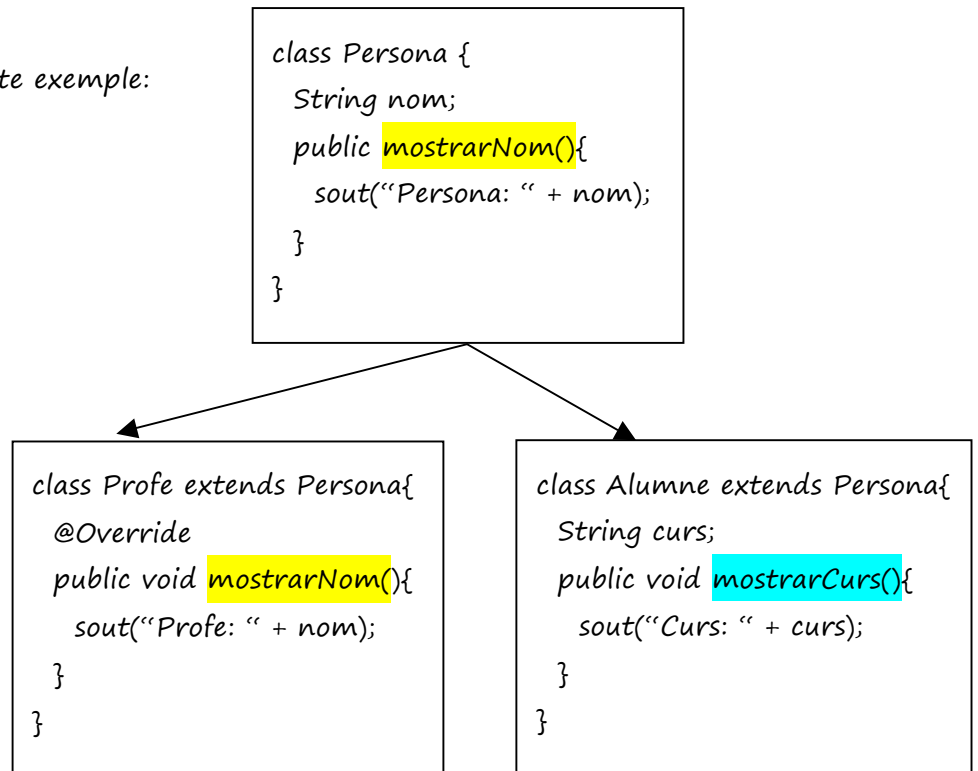 te exemple:
class Persona {
String nom;
public mostrarNom(){
sout(“Persona: “ + nom);
}
}
class Profe extends Persona{
@Override
public void mostrarNom(){
sout(“Profe: “ + nom);
}
}
class Alumne extends Persona{
String curs;
public void mostrarCurs(){
sout(“Curs: “ + curs);
}
}